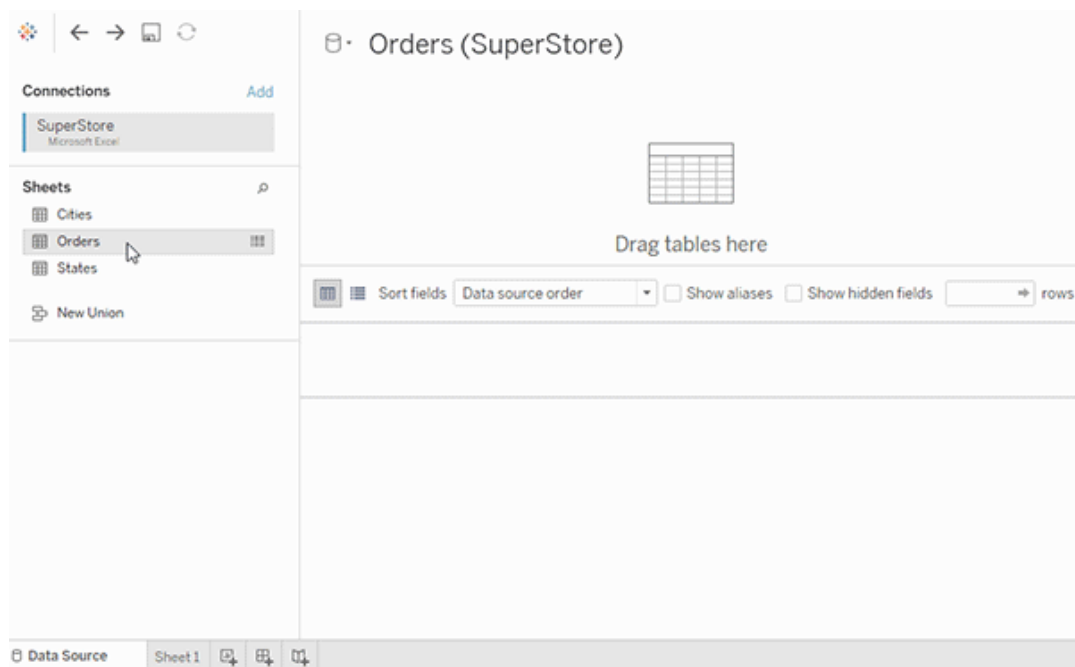 Orders (SuperStore)
Connections
Add
SuperStore
Microsoft Excel
Sheets
Cities
Orders
States
New Union
Drag tables here
Sort fields Data source order Show aliases Show hidden fields rows
Data Source Sheet 1